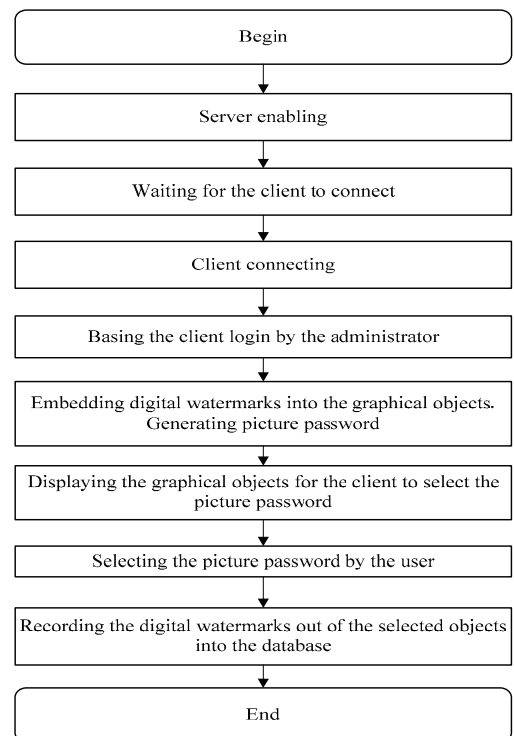 Begin
Server enabling
Waiting for the client to connect
Client connecting
Basing the client login by the administrator
Embedding digital watermarks into the graphical objects.
Generating picture password
Displaying the graphical objects for the client to select the
picture password
Selecting the picture password by the user
Recording the digital watermarks out of the selected objects
into the database
End